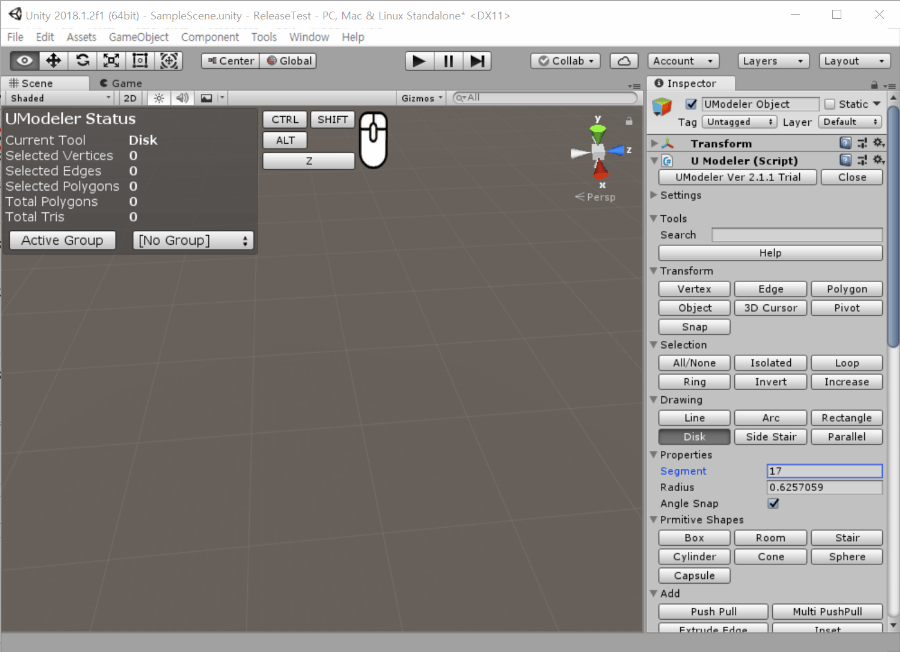 Unity 2018.1.2f1 (64bit) - SampleScene.unity - ReleaseTest - PC, Mac & Linux Standalone* <DX11>
File Edit Assets GameObject Component Tools Window Help
Center Global Collab Account Layers Layout
Scene Game
Shaded 2D Gizmos All
UModeler Status
Current Tool Disk
Selected Vertices 0
Selected Edges 0
Selected Polygons 0
Total Polygons 0
Total Tris 0
Active Group [No Group]
CTRL SHIFT
ALT
Z
y
z
x
Persp
Inspector
UModeler Object Static
Tag Untagged Layer Default
Transform
U Modeler (Script)
UModeler Ver 2.1.1 Trial Close
Settings
Tools
Search
Help
Transform
Vertex Edge Polygon
Object 3D Cursor Pivot
Snap
Selection
All/None Isolated Loop
Ring Invert Increase
Drawing
Line Arc Rectangle
Disk Side Stair Parallel
Properties
Segment 17
Radius 0.6257059
Angle Snap
Prmitive Shapes
Box Room Stair
Cylinder Cone Sphere
Capsule
Add
Push Pull Multi PushPull
Extrude Edge Inset